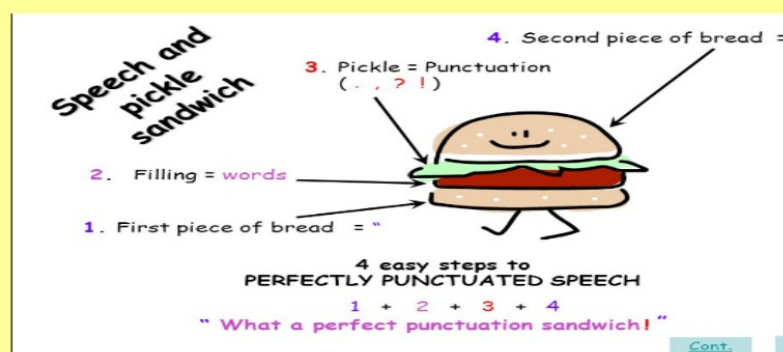 Speech and
pickle
sandwich
4. Second piece of bread =
3. Pickle = Punctuation
( . , ? ! )
2. Filling = words
1. First piece of bread = “
4 easy steps to
PERFECTLY PUNCTUATED SPEECH
1 + 2 + 3 + 4
“ What a perfect punctuation sandwich! ”
Cont.